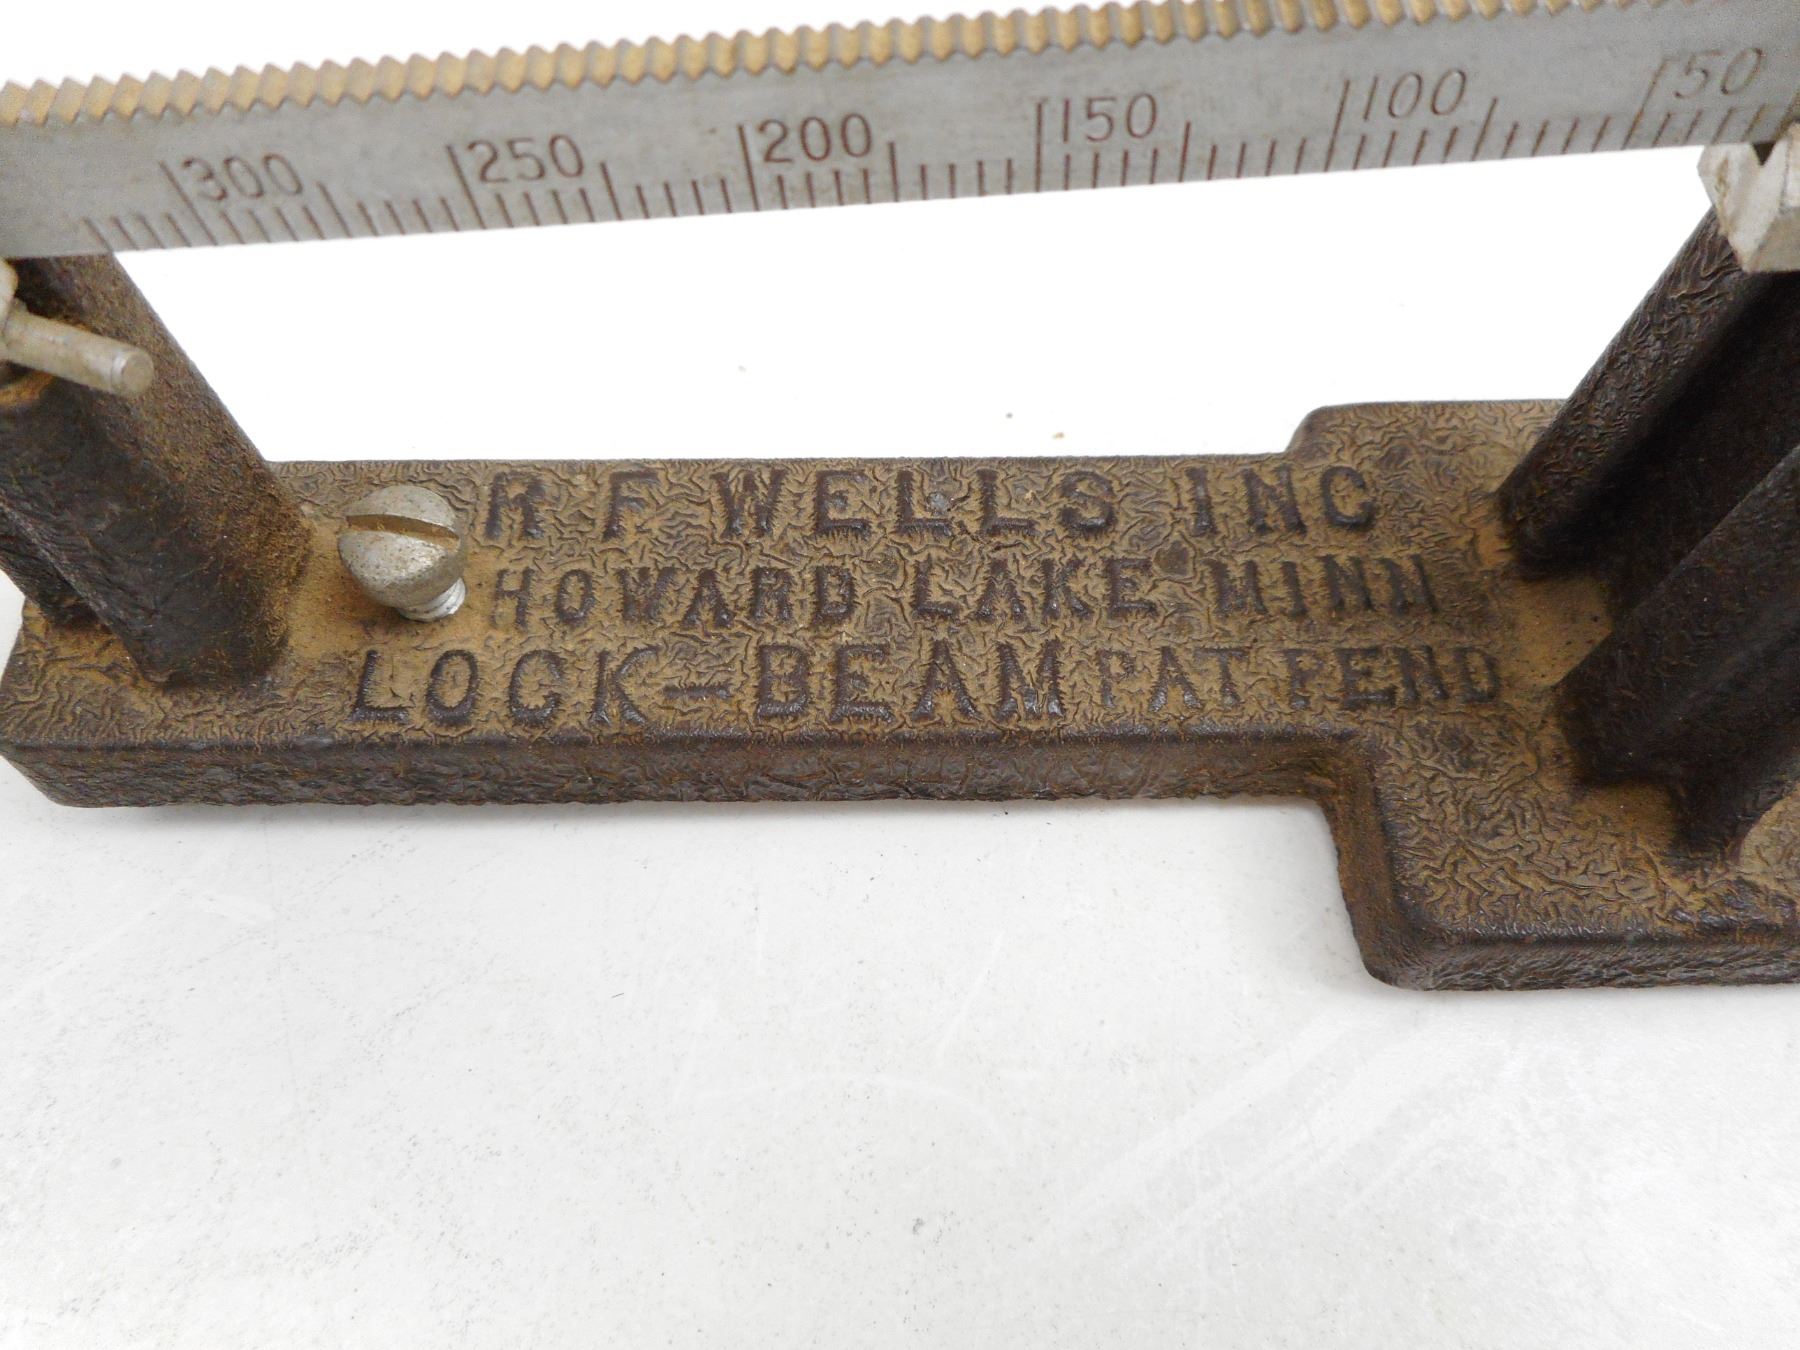 300 250 200 150 100 50
R F WELLS INC
HOWARD LAKE MINN
LOCK-BEAM PAT PEND